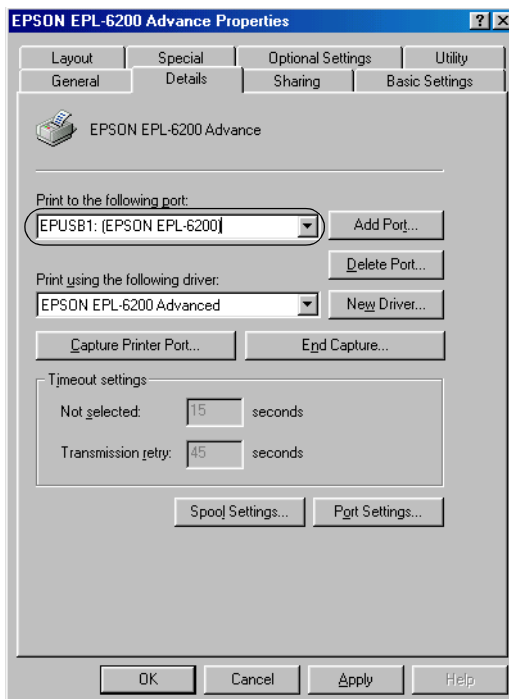 EPSON EPL-6200 Advance Properties
Layout Special Optional Settings Utility
General Details Sharing Basic Settings
EPSON EPL-6200 Advance
Print to the following port:
EPUSB1: (EPSON EPL-6200) Add Port...
Delete Port...
Print using the following driver:
EPSON EPL-6200 Advanced New Driver...
Capture Printer Port... End Capture...
Timeout settings
Not selected: 15 seconds
Transmission retry: 45 seconds
Spool Settings... Port Settings...
OK Cancel Apply Help